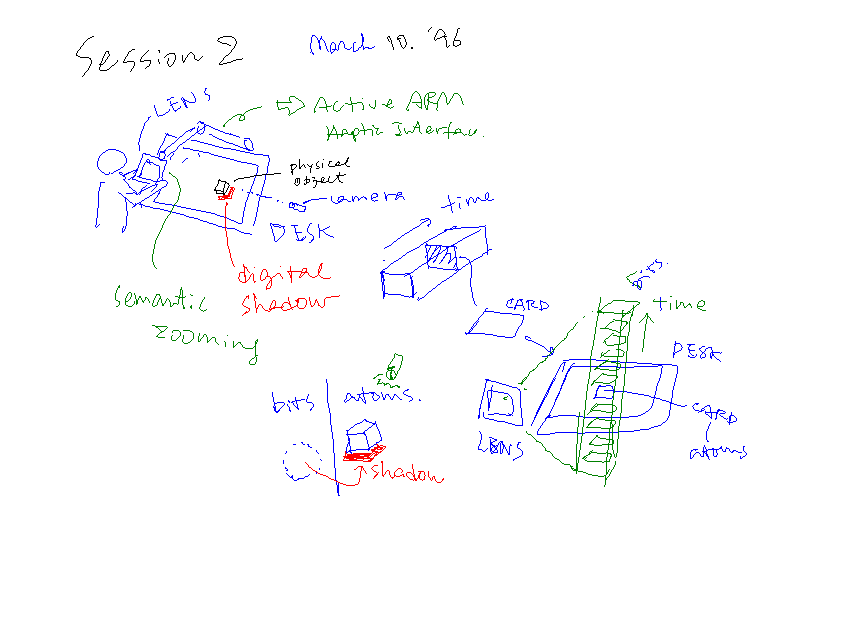 Session 2
March 10. '96
LENS
Active ARM
Haptic Interfac.
physical
object
camera
DESK
time
digital
shadow
semantic
zooming
CARD
bits.
time
DESK
bits
atoms.
CARD
LENS
atoms
shadow